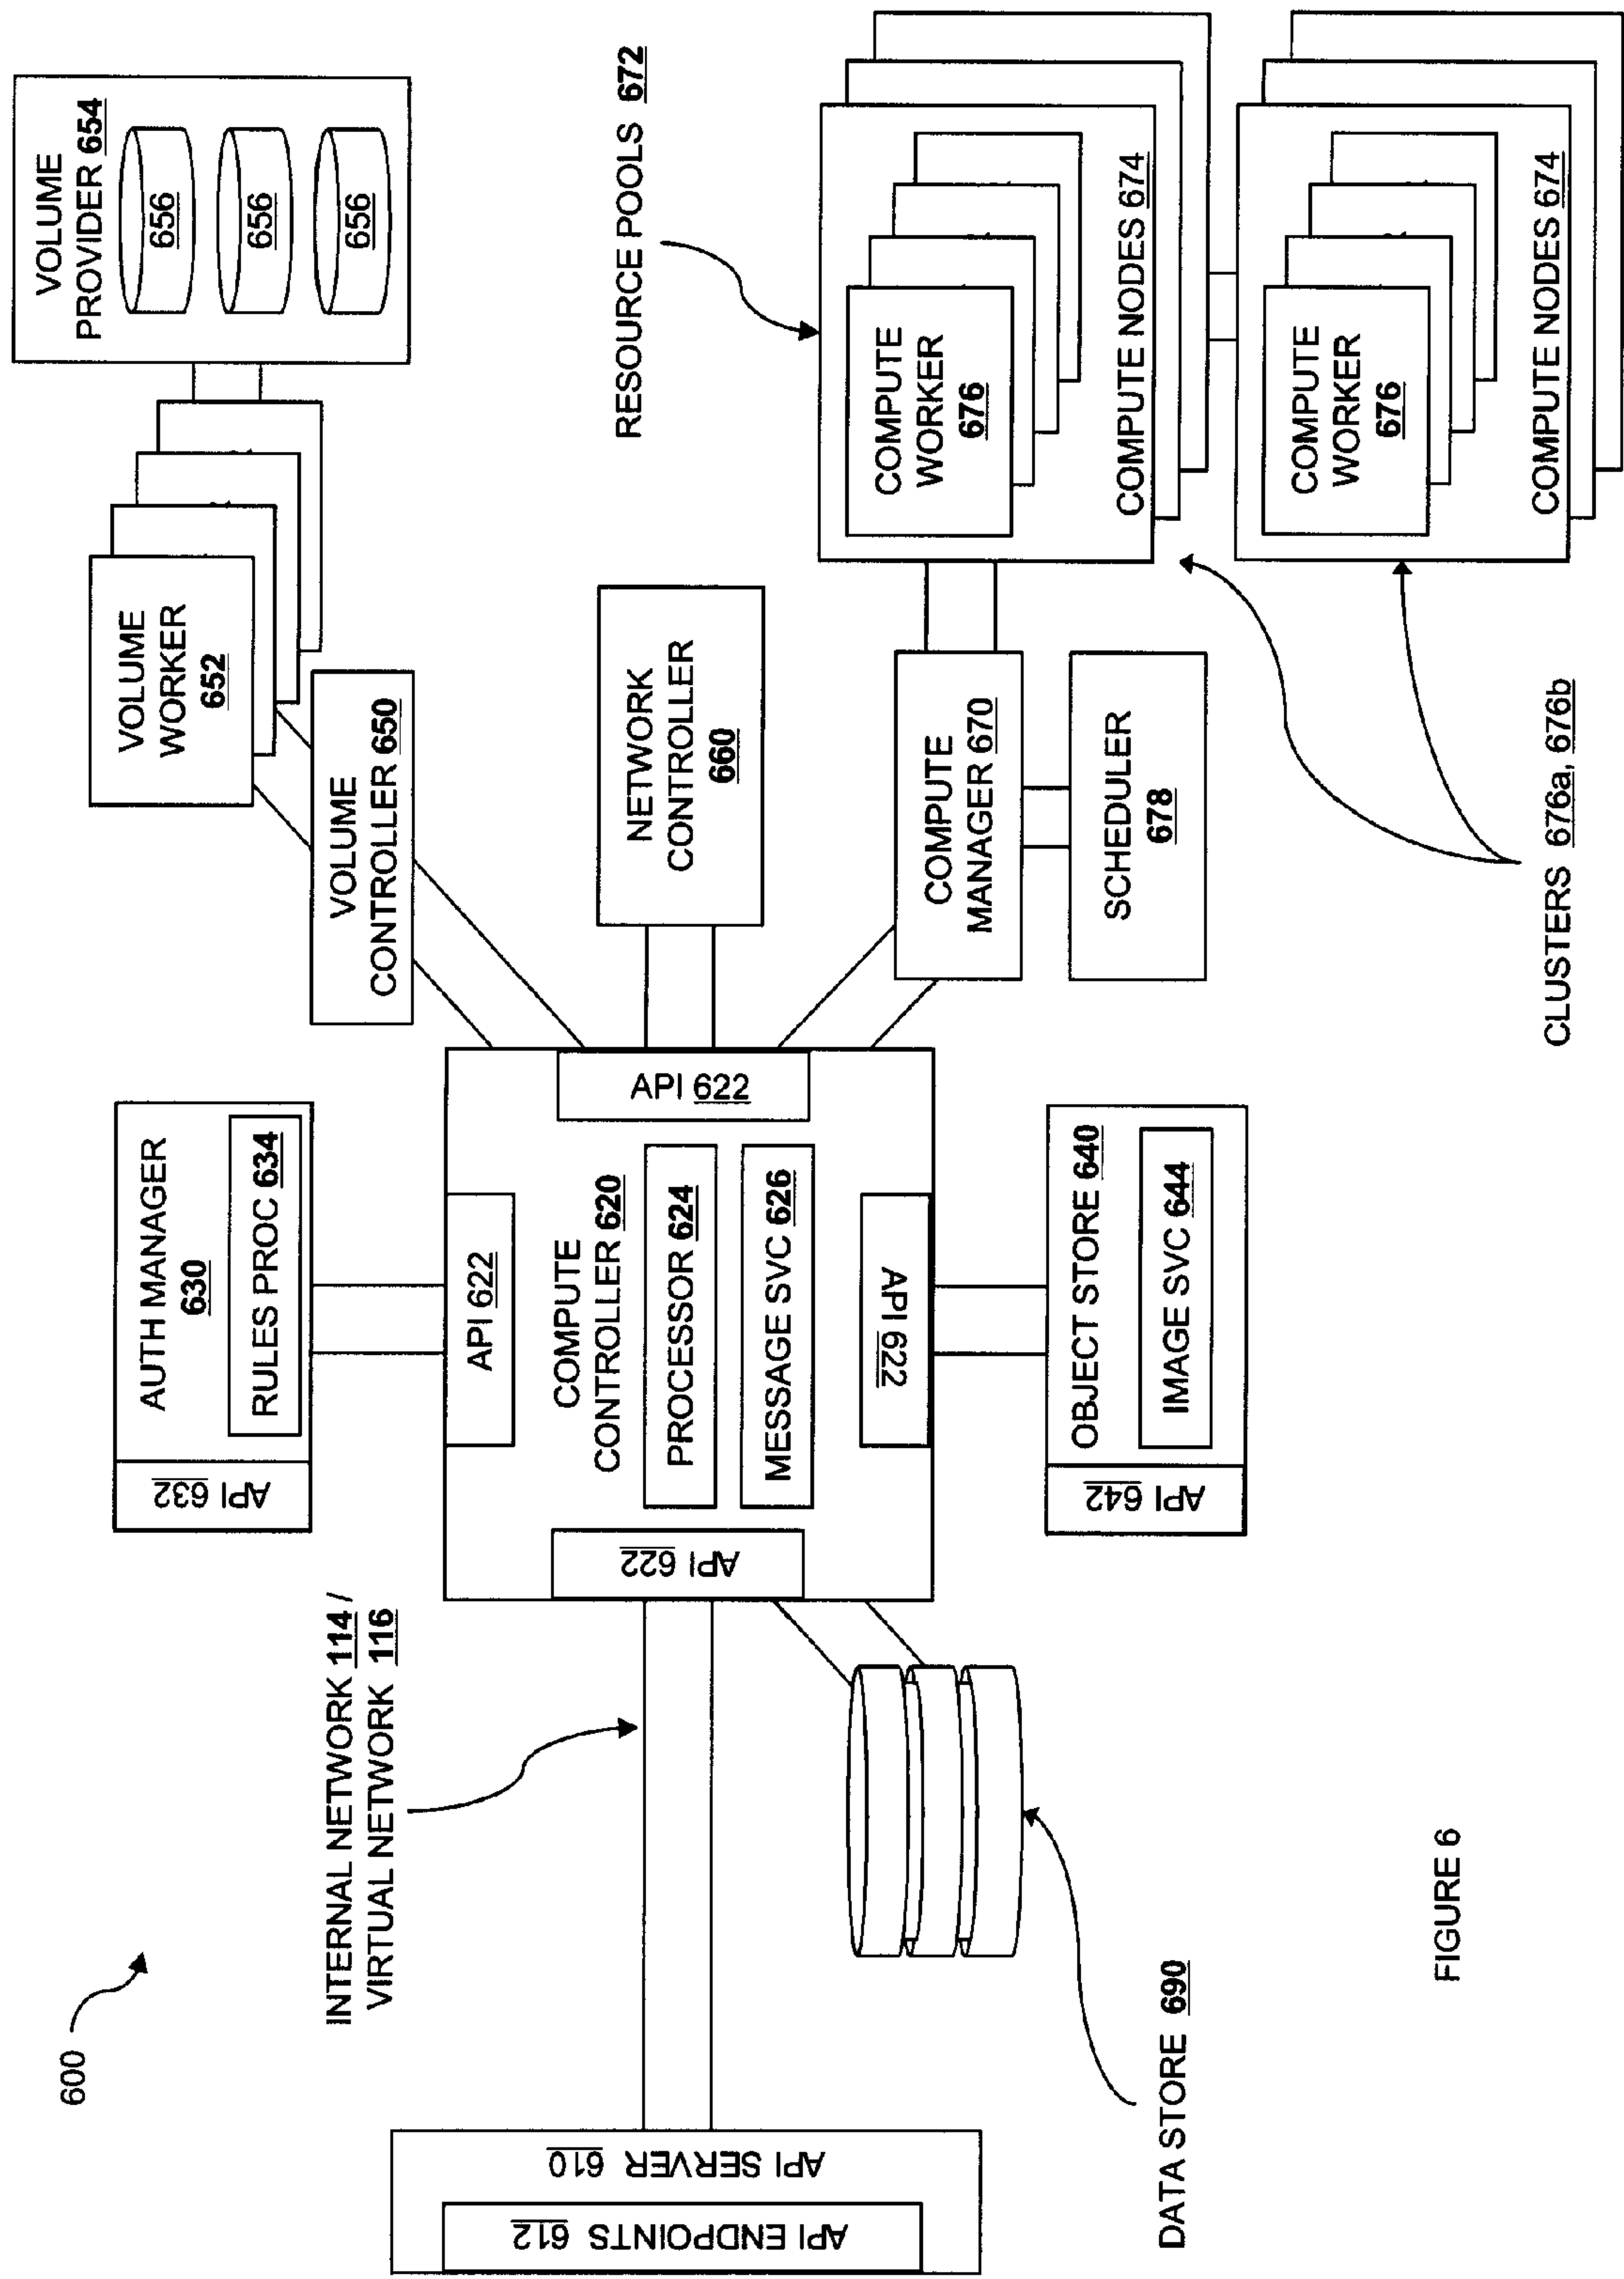 600
INTERNAL NETWORK 114 /
VIRTUAL NETWORK 116
API SERVER 610
API ENDPOINTS 612
DATA STORE 690
AUTH MANAGER
630
RULES PROC 634
API 632
API 622
API 622
API 622
API 622
COMPUTE
CONTROLLER 620
PROCESSOR 624
MESSAGE SVC 626
OBJECT STORE 640
IMAGE SVC 644
API 642
VOLUME
CONTROLLER 650
VOLUME
WORKER
652
VOLUME
PROVIDER 654
656
656
656
NETWORK
CONTROLLER
660
COMPUTE
MANAGER 670
SCHEDULER
678
RESOURCE POOLS 672
COMPUTE
WORKER
676
COMPUTE NODES 674
COMPUTE
WORKER
676
COMPUTE NODES 674
CLUSTERS 676a, 676b
FIGURE 6